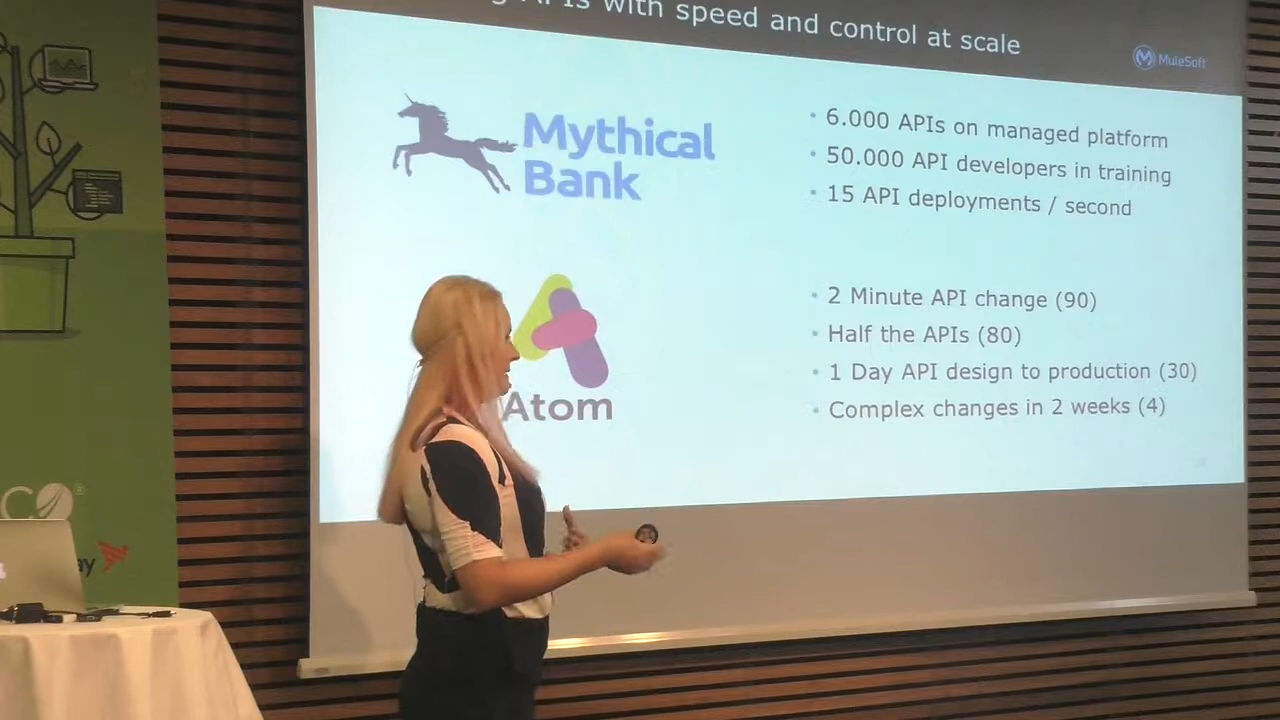 APIs with speed and control at scale
MuleSoft
Mythical
Bank
• 6.000 APIs on managed platform
• 50.000 API developers in training
• 15 API deployments / second
Atom
• 2 Minute API change (90)
• Half the APIs (80)
• 1 Day API design to production (30)
• Complex changes in 2 weeks (4)